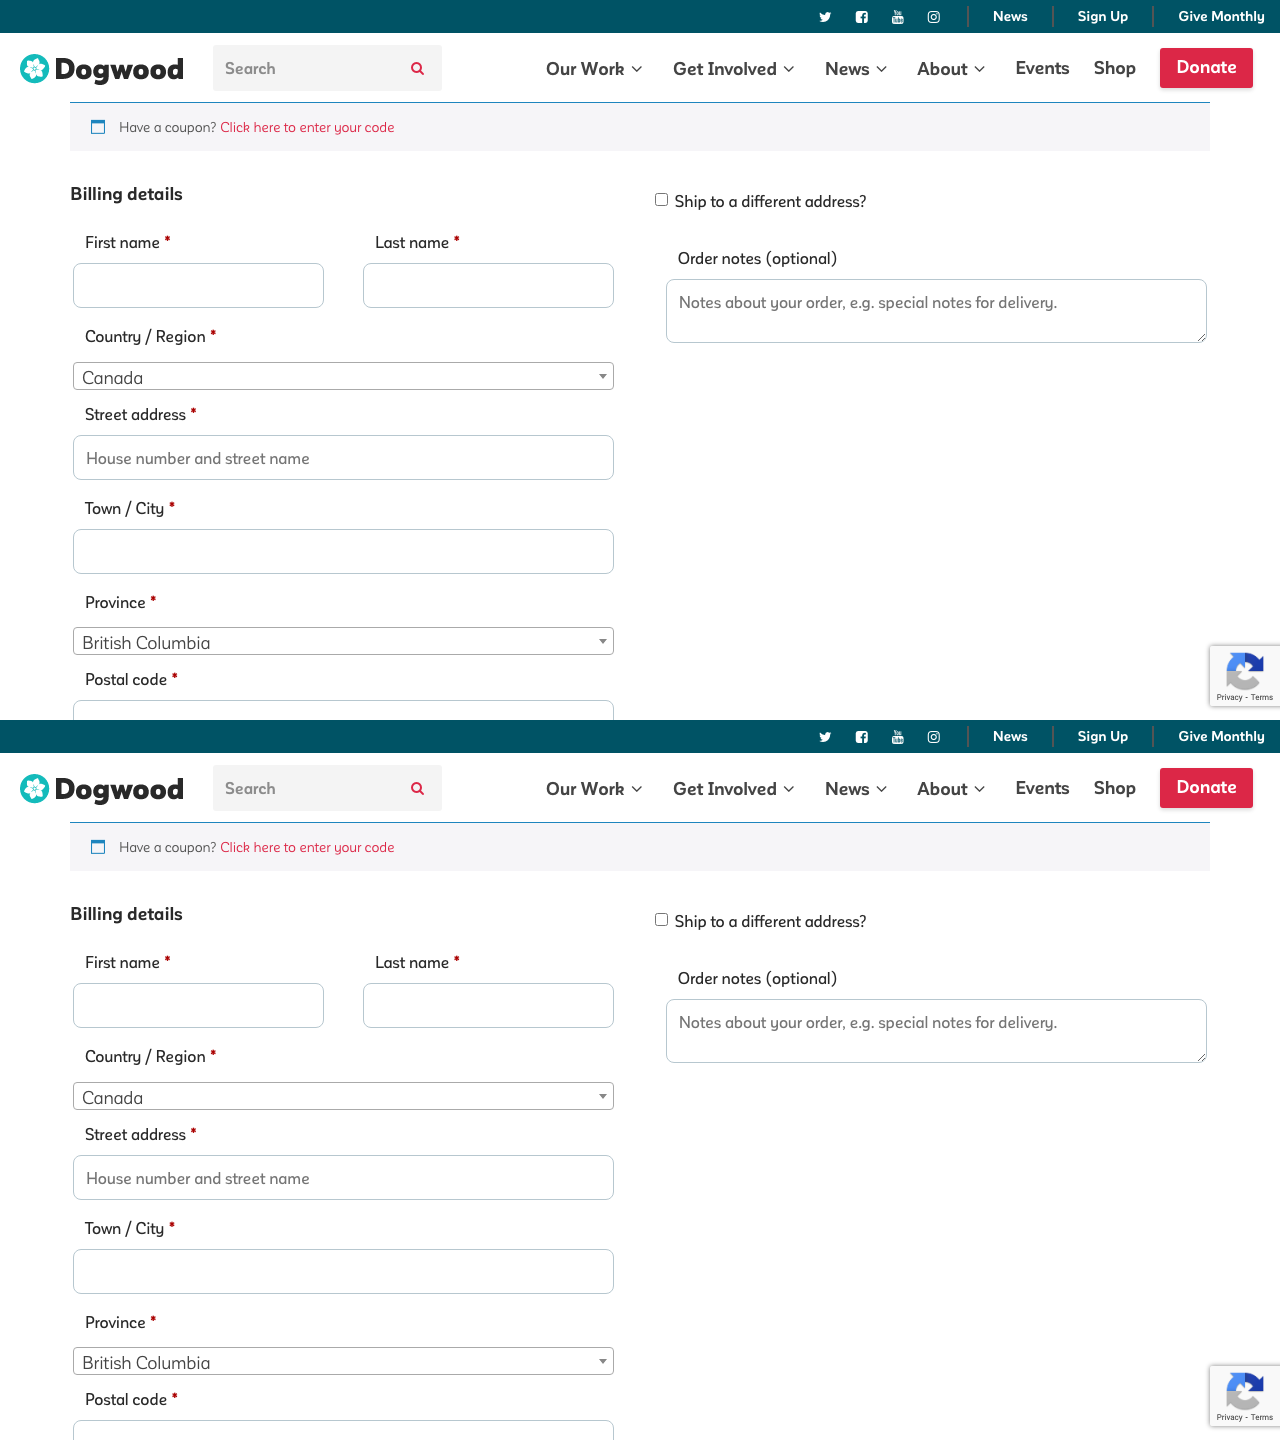 News
Sign Up
Give Monthly
Dogwood
Search
Our Work
Get Involved
News
About
Events
Shop
Donate
Have a coupon? Click here to enter your code
Billing details
Ship to a different address?
First name *
Last name *
Order notes (optional)
Notes about your order, e.g. special notes for delivery.
Country / Region *
Canada
Street address *
House number and street name
Town / City *
Province *
British Columbia
Postal code *
Privacy - Terms
News
Sign Up
Give Monthly
Dogwood
Search
Our Work
Get Involved
News
About
Events
Shop
Donate
Have a coupon? Click here to enter your code
Billing details
Ship to a different address?
First name *
Last name *
Order notes (optional)
Notes about your order, e.g. special notes for delivery.
Country / Region *
Canada
Street address *
House number and street name
Town / City *
Province *
British Columbia
Postal code *
Privacy - Terms